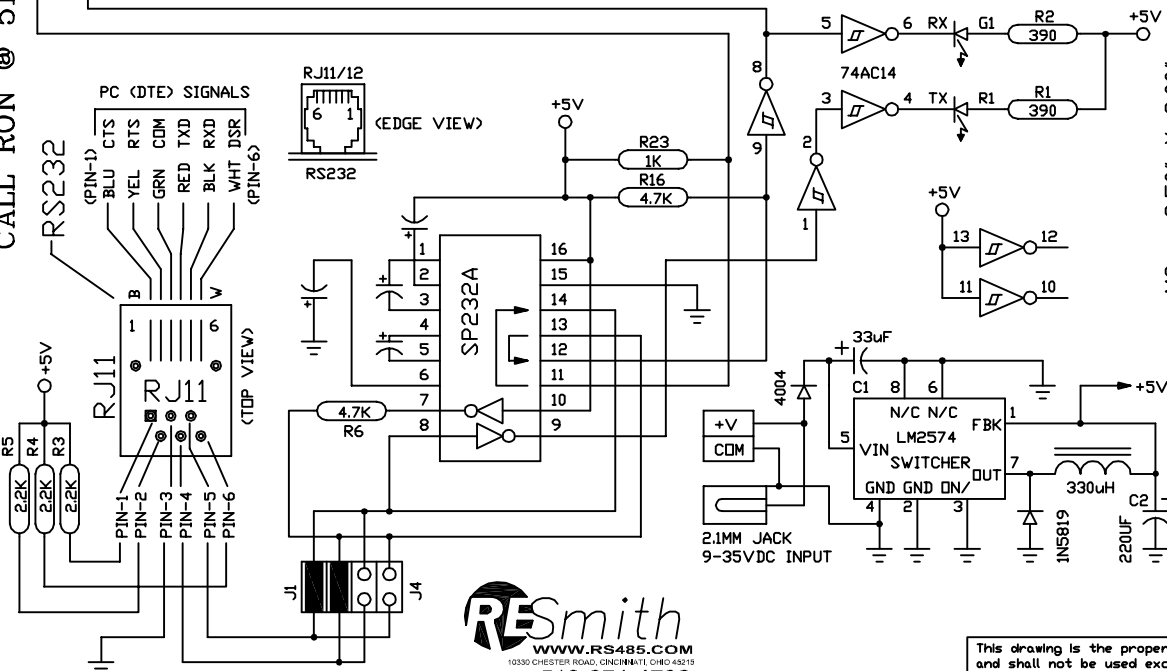 CALL RON @ 51
RS232
PC (DTE) SIGNALS
(PIN-1)
BLU CTS
YEL RTS
GRN COM
RED TXD
BLK RXD
WHT DSR
(PIN-6)
RJ11/12
6 1
(EDGE VIEW)
RS232
+5V
R23
1K
R16
4.7K
8
9
2
1
5
6
RX
G1
R2
390
+5V
74AC14
3
4
TX
R1
R1
390
+5V
13
12
11
10
B
W
1
6
RJ11
RJ11
(TOP VIEW)
+5V
R5
R4
R3
2.2K
2.2K
2.2K
PIN-1
PIN-2
PIN-3
PIN-4
PIN-5
PIN-6
+
+
+
+
SP232A
1
2
3
4
5
6
7
8
16
15
14
13
12
11
10
9
4.7K
R6
J1
J4
33uF
+
C1
4004
+V
COM
2.1MM JACK
9-35VDC INPUT
8
6
N/C N/C
1
FBK
5
VIN
LM2574
SWITCHER
OUT
7
GND GND ON/
4
2
3
+5V
330uH
1N5819
C2
220UF
RESmith
WWW.RS485.COM
10330 CHESTER ROAD, CINCINNATI, OHIO 45215
This drawing is the proper
and shall not be used exc